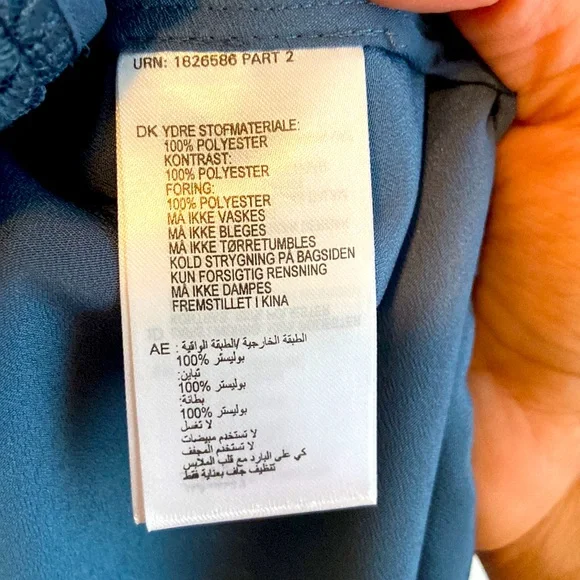 URN: 1826586 PART 2
DK YDRE STOFMATERIALE:
100% POLYESTER
KONTRAST:
100% POLYESTER
FORING:
100% POLYESTER
MÅ IKKE VASKES
MÅ IKKE BLEGES
MÅ IKKE TØRRETUMBLES
KOLD STRYGNING PÅ BAGSIDEN
KUN FORSIGTIG RENSNING
MÅ IKKE DAMPES
FREMSTILLET I KINA
AE : الطبقة الخارجية /الطبقة الواقية
100% بوليستر
تباين:
100% بوليستر
بطانة:
100% بوليستر
لا تغسل
لا تستخدم مبيضات
لا تستخدم المجفف
كي على البارد مع قلب الملابس
تنظيف جاف بعناية فقط